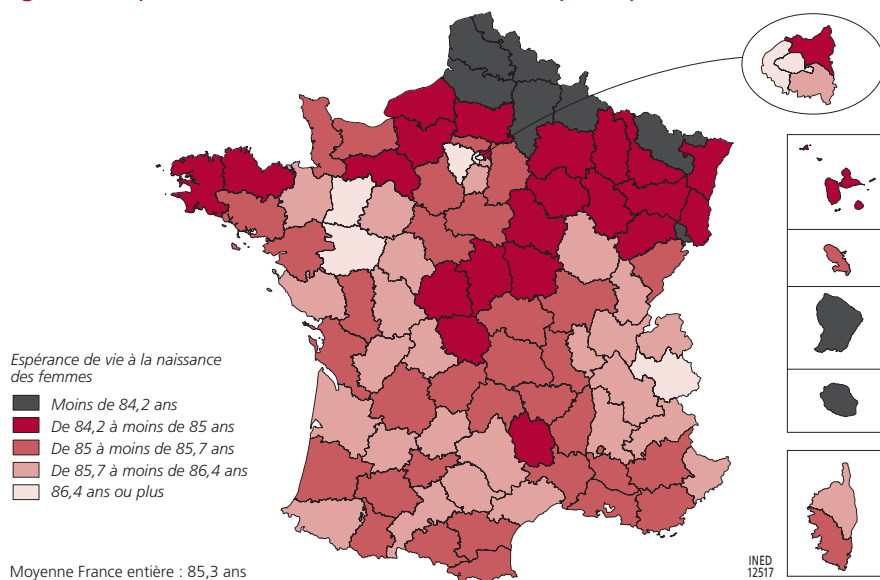 Espérance de vie à la naissance
des femmes
Moins de 84,2 ans
De 84,2 à moins de 85 ans
De 85 à moins de 85,7 ans
De 85,7 à moins de 86,4 ans
86,4 ans ou plus
Moyenne France entière : 85,3 ans
INED
12517